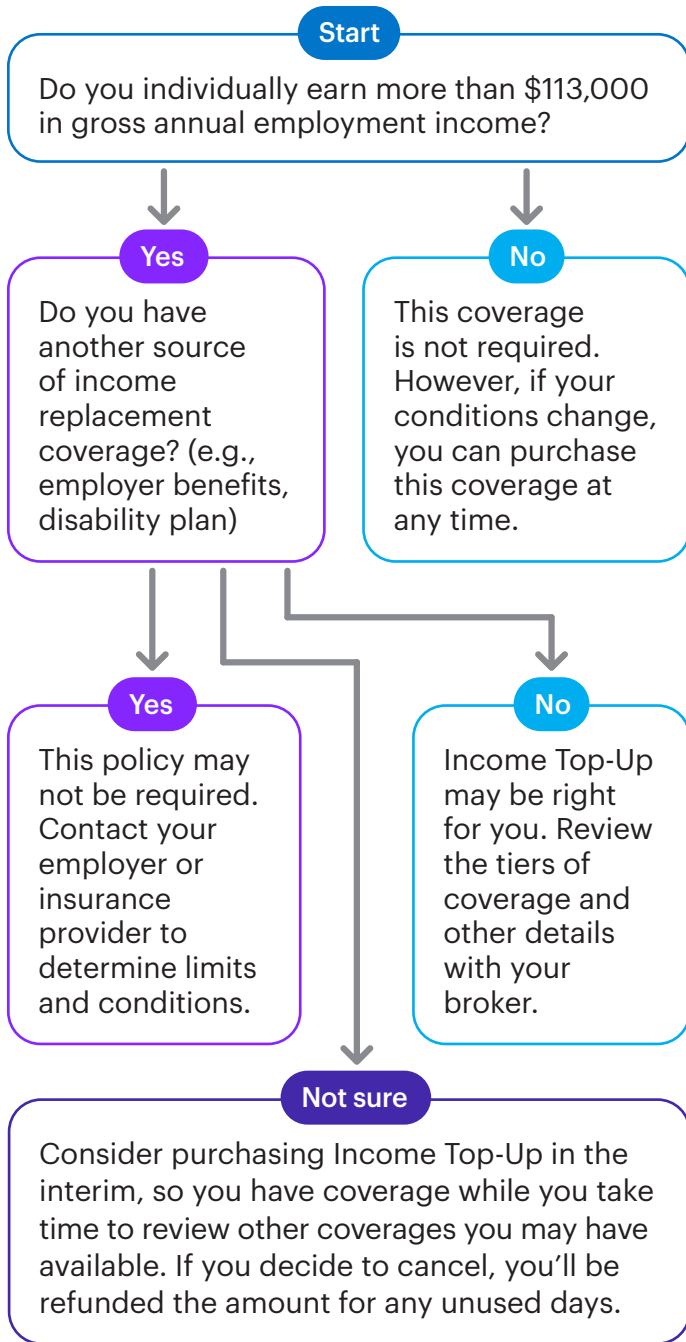 Start
Do you individually earn more than $113,000
in gross annual employment income?
Yes
Do you have
another source
of income
replacement
coverage? (e.g.,
employer benefits,
disability plan)
No
This coverage
is not required.
However, if your
conditions change,
you can purchase
this coverage at
any time.
Yes
This policy may
not be required.
Contact your
employer or
insurance
provider to
determine limits
and conditions.
No
Income Top-Up
may be right
for you. Review
the tiers of
coverage and
other details
with your
broker.
Not sure
Consider purchasing Income Top-Up in the
interim, so you have coverage while you take
time to review other coverages you may have
available. If you decide to cancel, you’ll be
refunded the amount for any unused days.